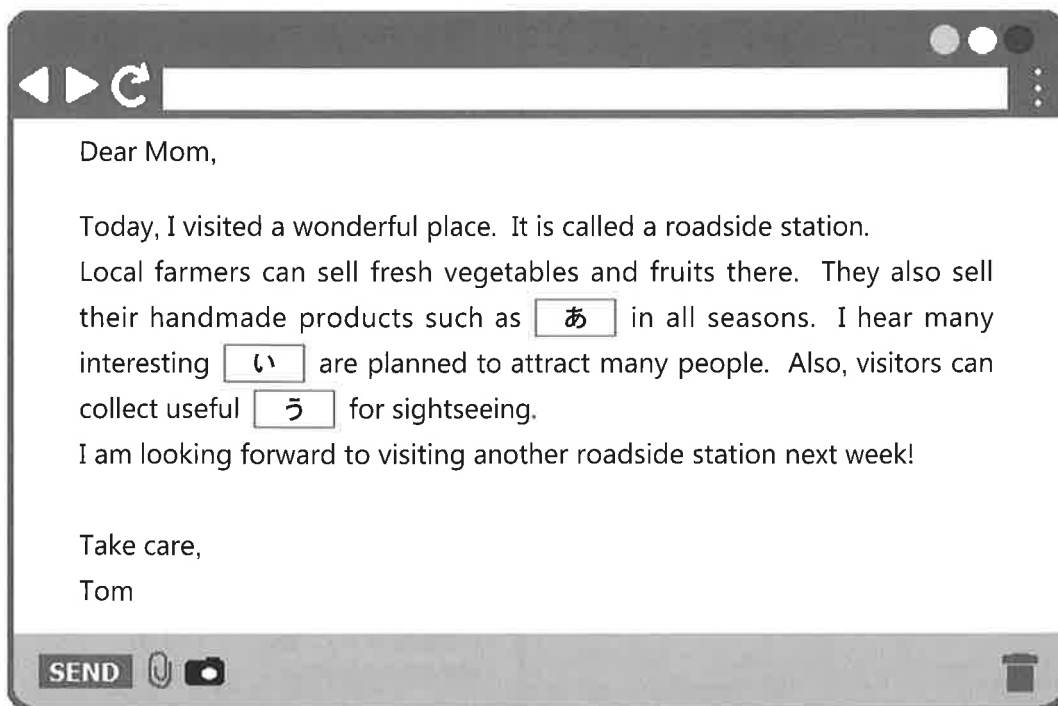 Dear Mom,
Today, I visited a wonderful place. It is called a roadside station.
Local farmers can sell fresh vegetables and fruits there. They also sell
their handmade products such as あ in all seasons. I hear many
interesting い are planned to attract many people. Also, visitors can
collect useful う for sightseeing.
I am looking forward to visiting another roadside station next week!
Take care,
Tom
SEND